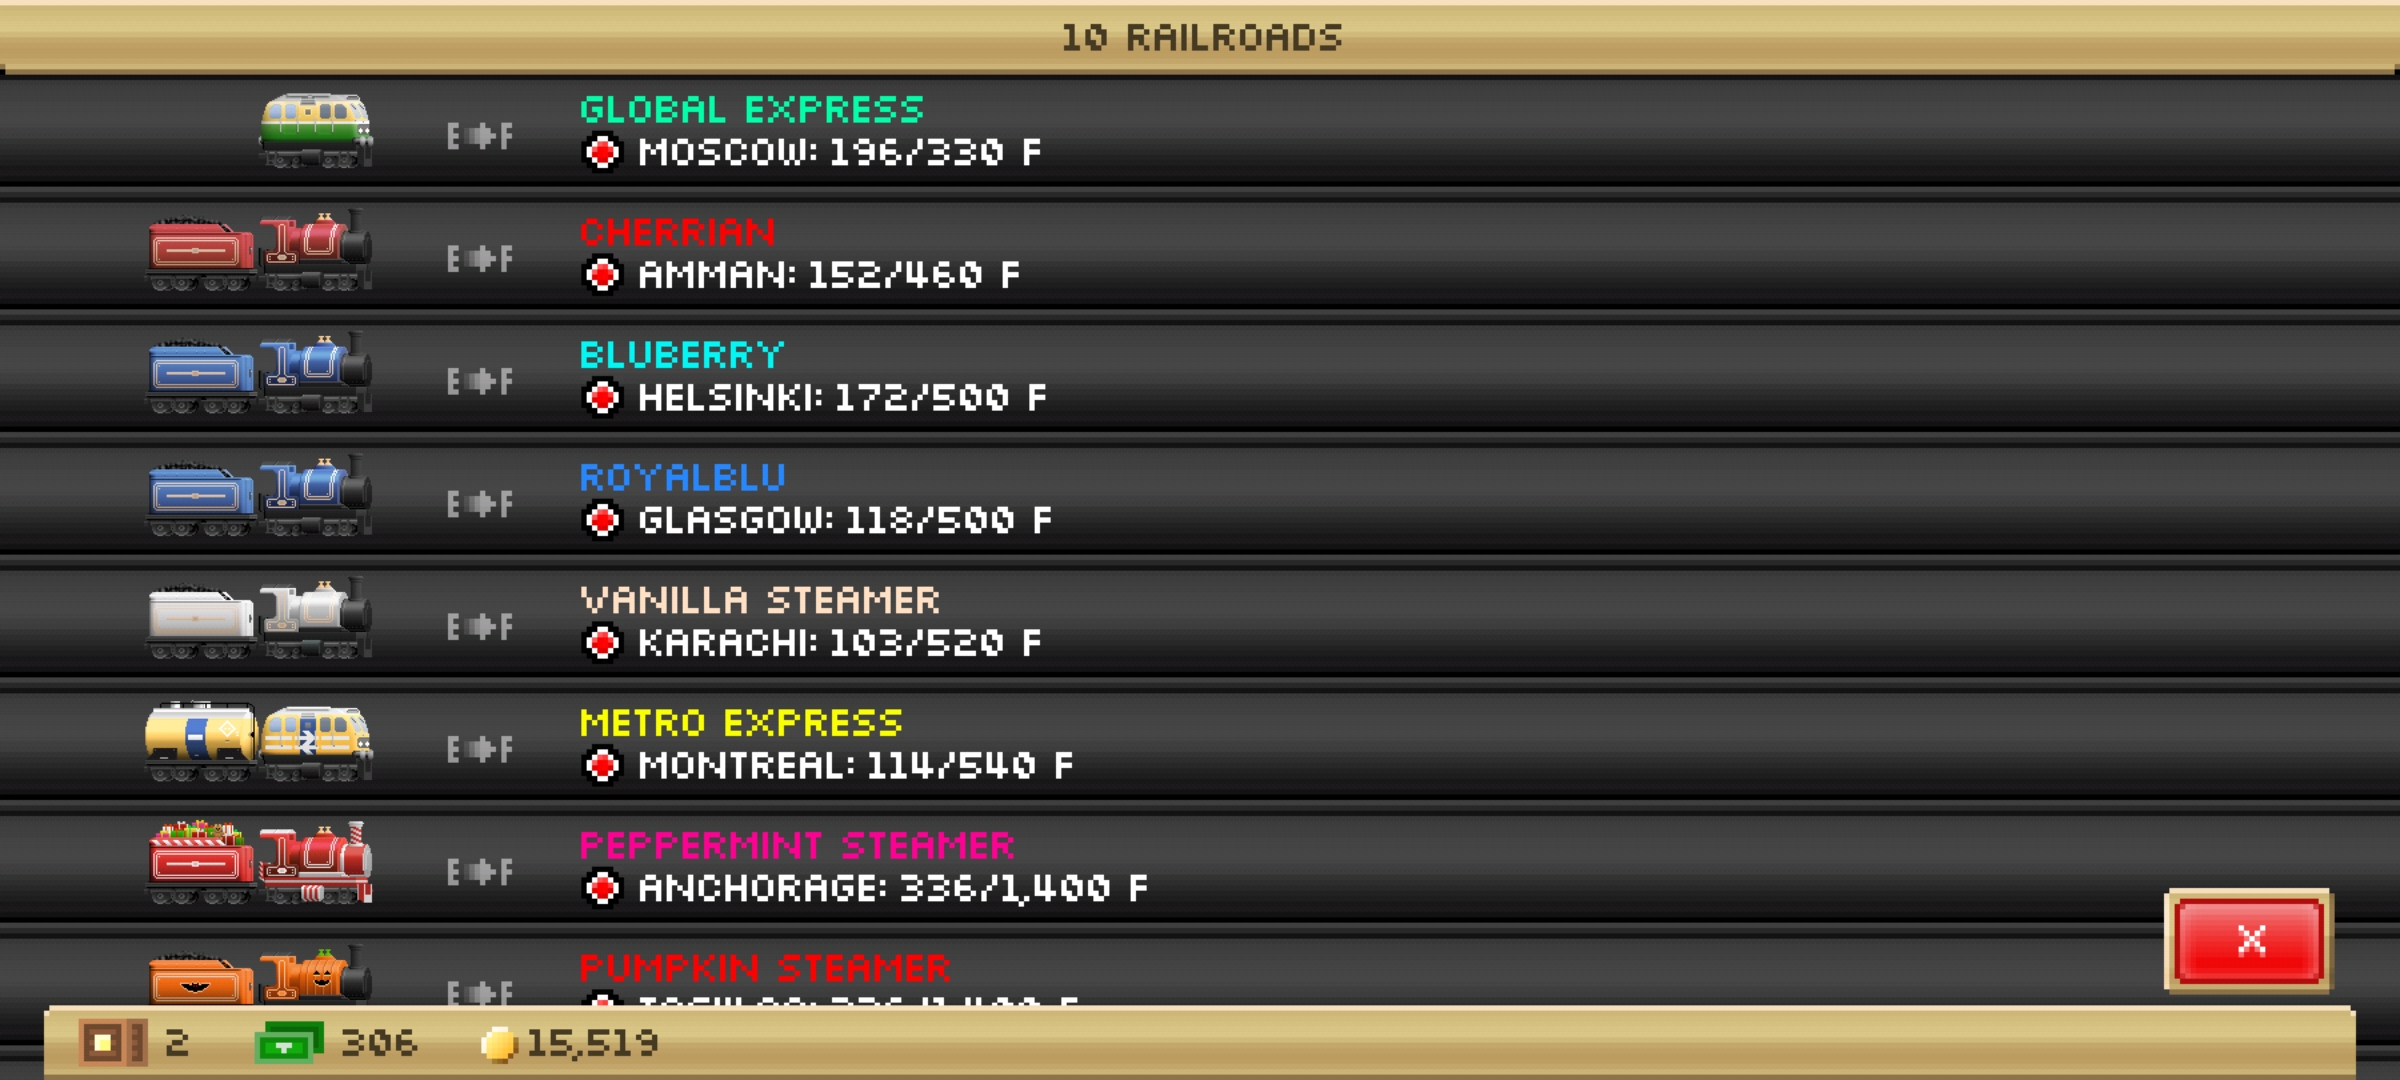 10 RAILROADS
E F
GLOBAL EXPRESS
MOSCOW: 196/330 F
E F
CHERRIAN
AMMAN: 152/460 F
E F
BLUBERRY
HELSINKI: 172/500 F
E F
ROYALBLU
GLASGOW: 118/500 F
E F
VANILLA STEAMER
KARACHI: 103/520 F
E F
METRO EXPRESS
MONTREAL: 114/540 F
E F
PEPPERMINT STEAMER
ANCHORAGE: 336/1,400 F
X
E F
PUMPKIN STEAMER
2 306 15,519